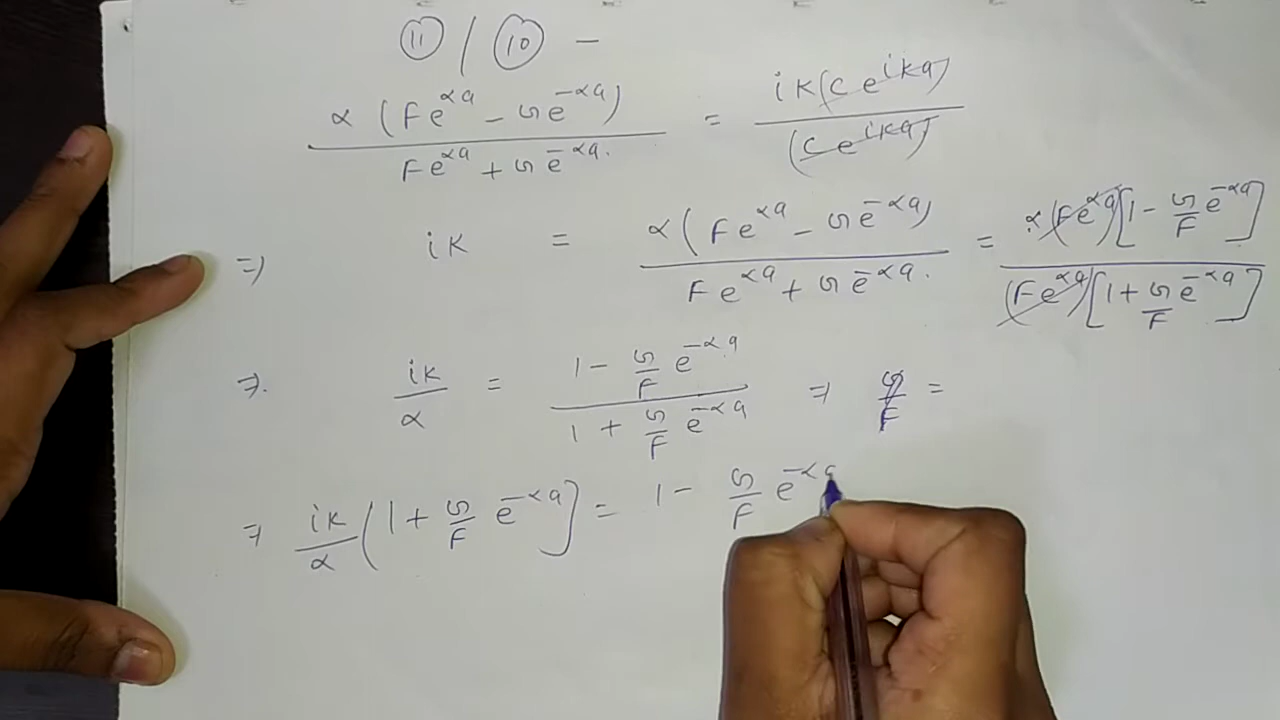 ⑪ / ⑩ -
α (Fe^{αa} - Ge^{-αa}) / Fe^{αa} + Ge^{-αa}. = ik(Ce^{ika}) / (Ce^{ika})
⇒ ik = α (Fe^{αa} - Ge^{-αa}) / Fe^{αa} + Ge^{-αa}. = α (Fe^{αa}) [1 - G/F e^{-αa}] / (Fe^{αa}) [1 + G/F e^{-αa}]
⇒. ik/α = 1 - G/F e^{-αa} / 1 + G/F e^{-αa} ⇒ G/F =
⇒ ik/α (1 + G/F e^{-αa}] = 1 - G/F e^{-αa}